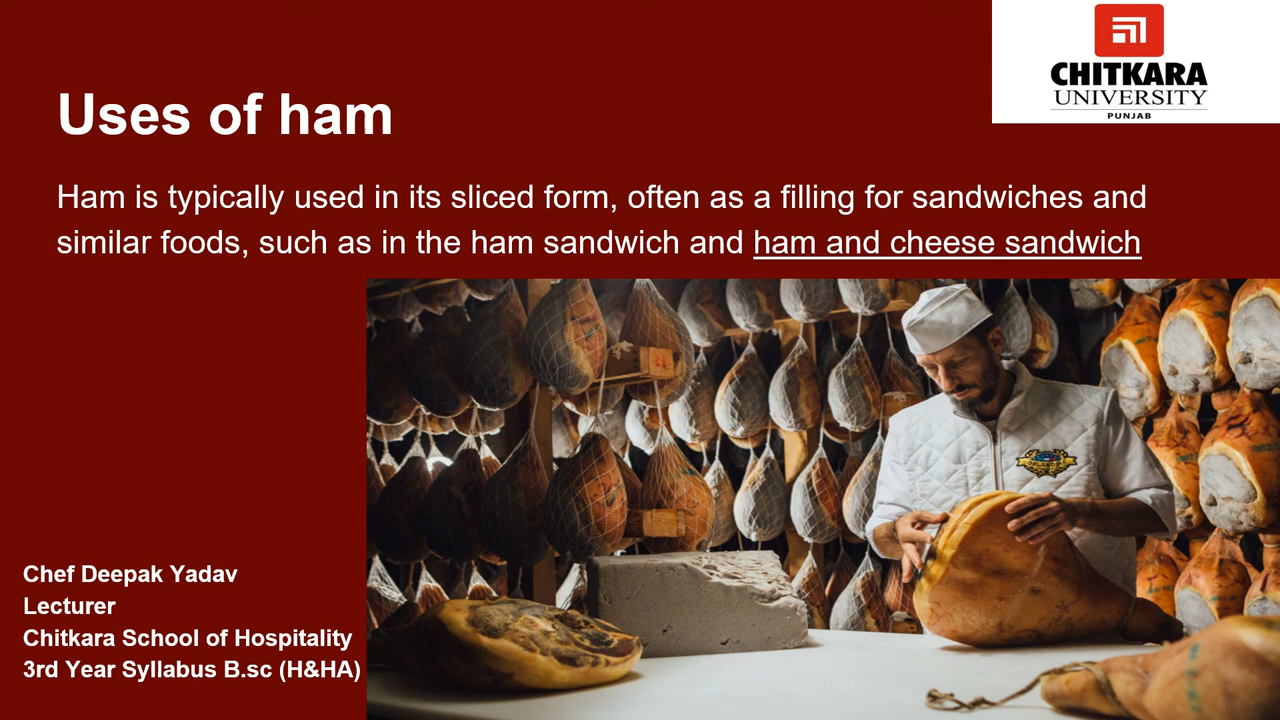 CHITKARA
UNIVERSITY
PUNJAB
Uses of ham
Ham is typically used in its sliced form, often as a filling for sandwiches and
similar foods, such as in the ham sandwich and ham and cheese sandwich
Chef Deepak Yadav
Lecturer
Chitkara School of Hospitality
3rd Year Syllabus B.sc (H&HA)